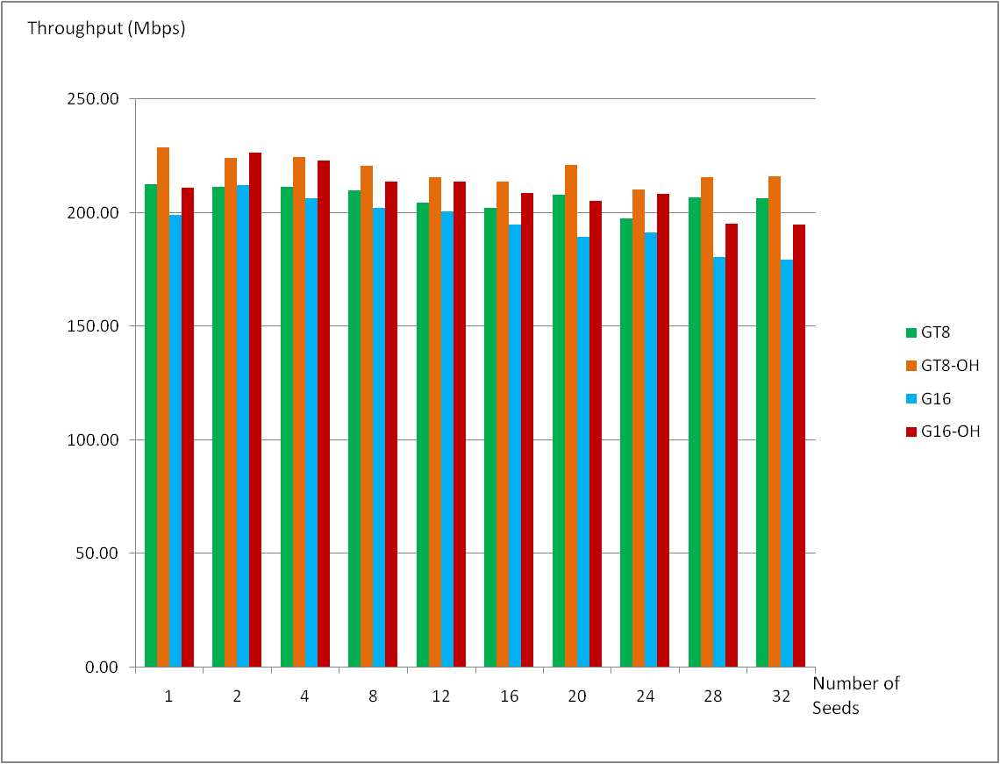 Throughput (Mbps)
250.00
200.00
150.00
100.00
50.00
0.00
1 2 4 8 12 16 20 24 28 32
Number of
Seeds
GT8
GT8-OH
G16
G16-OH